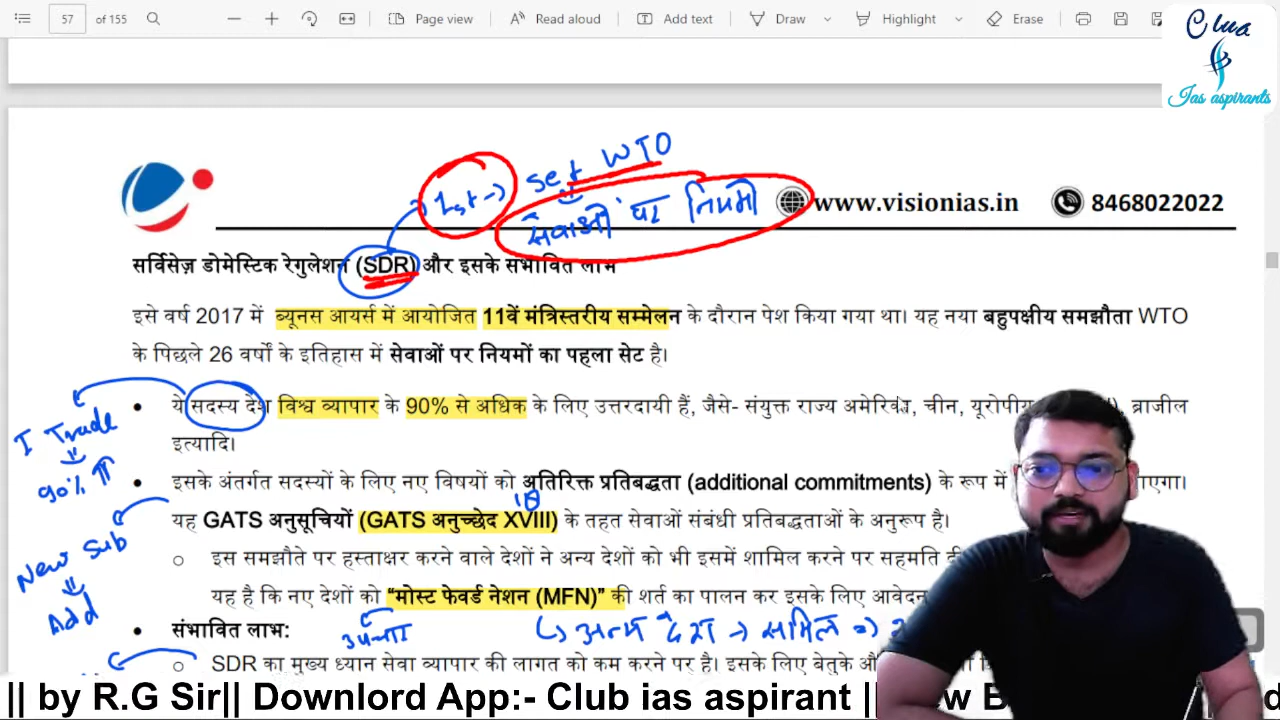 57 of 155 Page view Read aloud Add text Draw Highlight Erase
Clua
Ias aspirants
1st → set WTO
सेवाओं पर नियमों
www.visionias.in 8468022022
सर्विसेज़ डोमेस्टिक रेगुलेशन (SDR) और इसके संभावित लाभ
इसे वर्ष 2017 में ब्यूनस आयर्स में आयोजित 11वें मंत्रिस्तरीय सम्मेलन के दौरान पेश किया गया था। यह नया बहुपक्षीय समझौता WTO
के पिछले 26 वर्षों के इतिहास में सेवाओं पर नियमों का पहला सेट है।
• ये सदस्य देश विश्व व्यापार के 90% से अधिक के लिए उत्तरदायी हैं, जैसे- संयुक्त राज्य अमेरिका, चीन, यूरोपीय ), ब्राजील
इत्यादि।
I Trade
90% ⇈
• इसके अंतर्गत सदस्यों के लिए नए विषयों को अतिरिक्त प्रतिबद्धता (additional commitments) के रूप में
18
यह GATS अनुसूचियों (GATS अनुच्छेद XVIII) के तहत सेवाओं संबंधी प्रतिबद्धताओं के अनुरूप है।
New Sub
Add
o इस समझौते पर हस्ताक्षर करने वाले देशों ने अन्य देशों को भी इसमें शामिल करने पर सहमति
यह है कि नए देशों को "मोस्ट फेवर्ड नेशन (MFN)" की शर्त का पालन कर इसके लिए आवेदन
• संभावित लाभ:
अन्य देश → सामिल
o SDR का मुख्य ध्यान सेवा व्यापार की लागत को कम करने पर है। इसके लिए बेतुके
|| by R.G Sir|| Downlord App:- Club ias aspirant ||